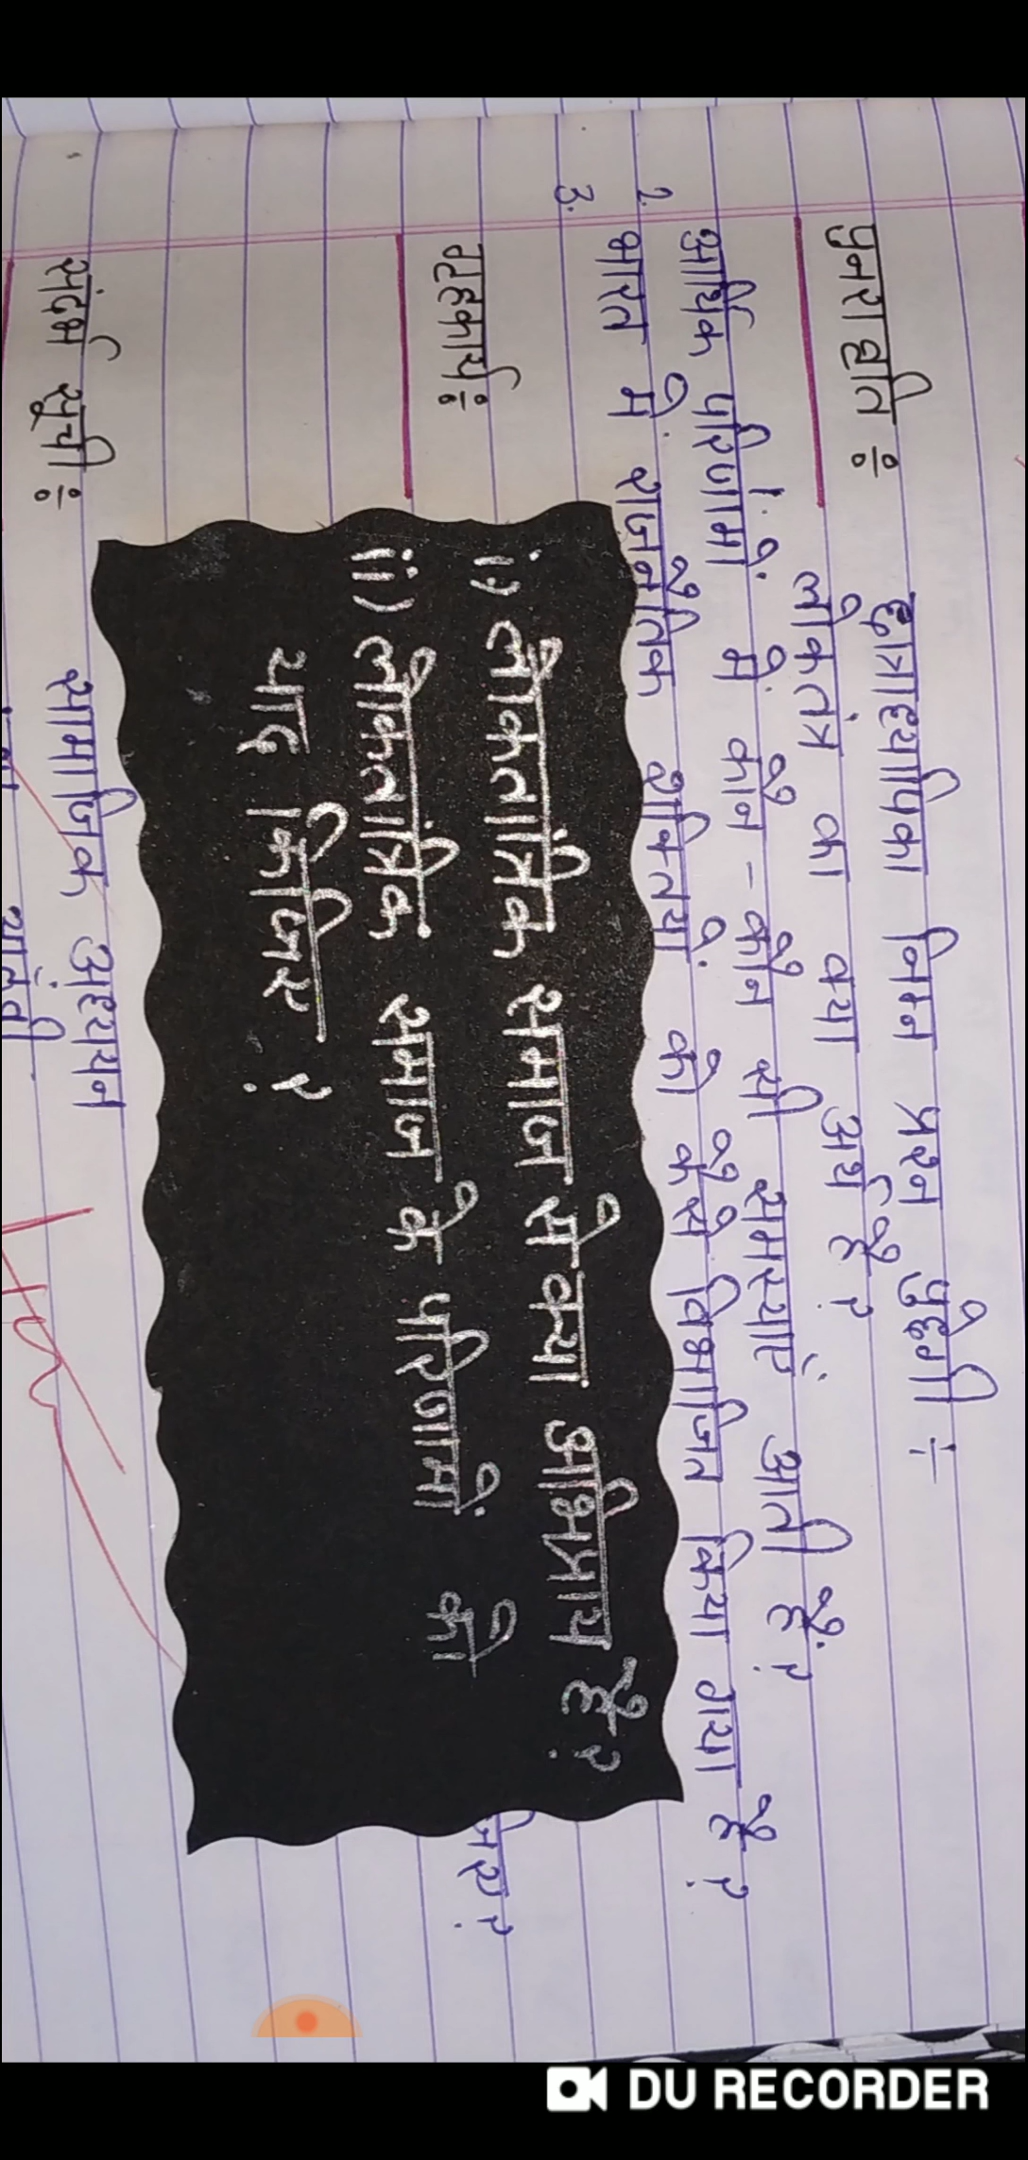 पुनरावृति ÷
छात्राध्यापिका निम्न प्रश्न पुछेगी ÷
लोकतंत्र का क्या अर्थ है ?
2. आर्थिक परिणामों में कौन-कौन सी समस्याएं आती हैं ?
3. भारत में राजनैतिक शक्तियों को कैसे विभाजित किया गया है ?
गृहकार्य ÷
i) लोकतांत्रिक समाज से क्या अभिप्राय है ?
ii) लोकतांत्रिक समाज के परिणामों को
याद किजिए ?
संदर्भ सूची ÷
सामाजिक अध्ययन
DU RECORDER